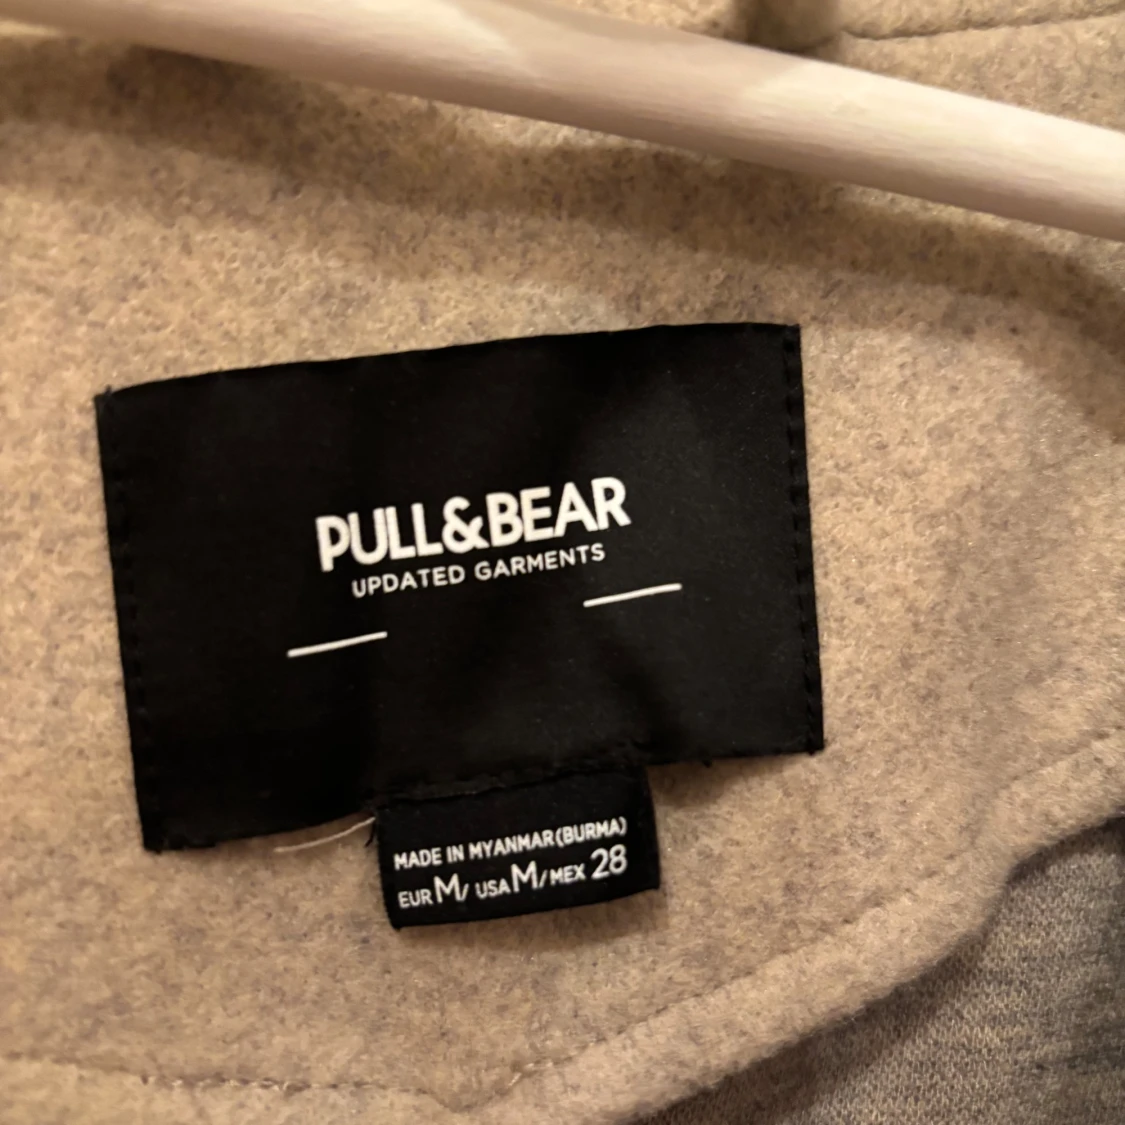 PULL&BEAR
UPDATED GARMENTS
MADE IN MYANMAR (BURMA)
EUR M/ USA M/ MEX 28